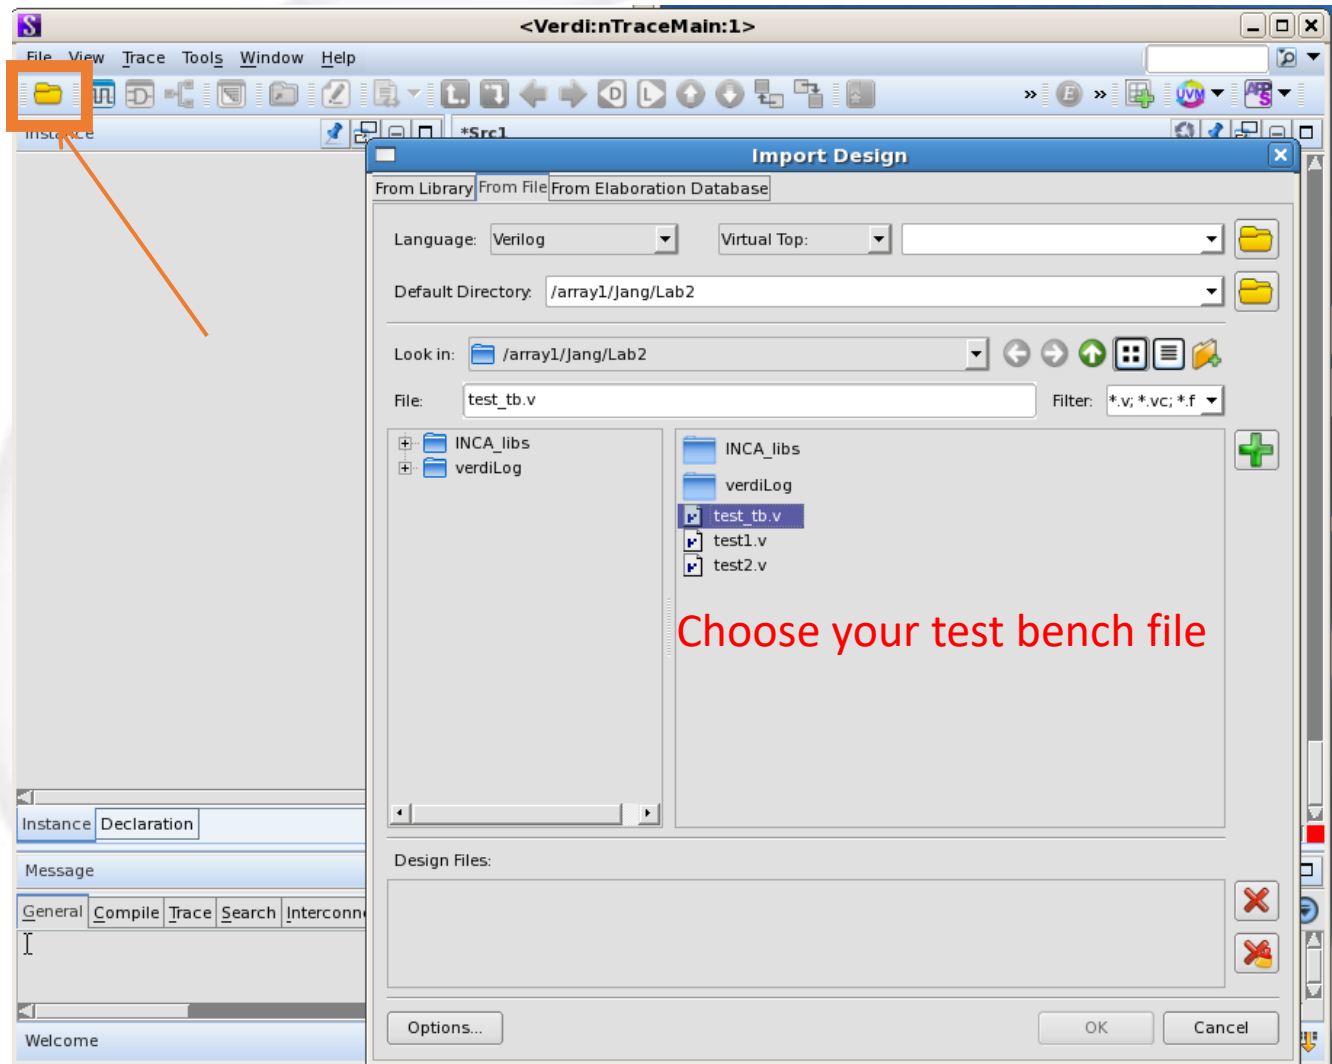 <Verdi:nTraceMain:1>
File View Trace Tools Window Help
Instance
*Src1
Import Design
From Library From File From Elaboration Database
Language: Verilog Virtual Top:
Default Directory: /array1/Jang/Lab2
Look in: /array1/Jang/Lab2
File: test_tb.v Filter: *.v; *.vc; *.f
INCA_libs
verdiLog
INCA_libs
verdiLog
test_tb.v
test1.v
test2.v
Choose your test bench file
Instance Declaration
Design Files:
Message
General Compile Trace Search Interconne
Options... OK Cancel
Welcome